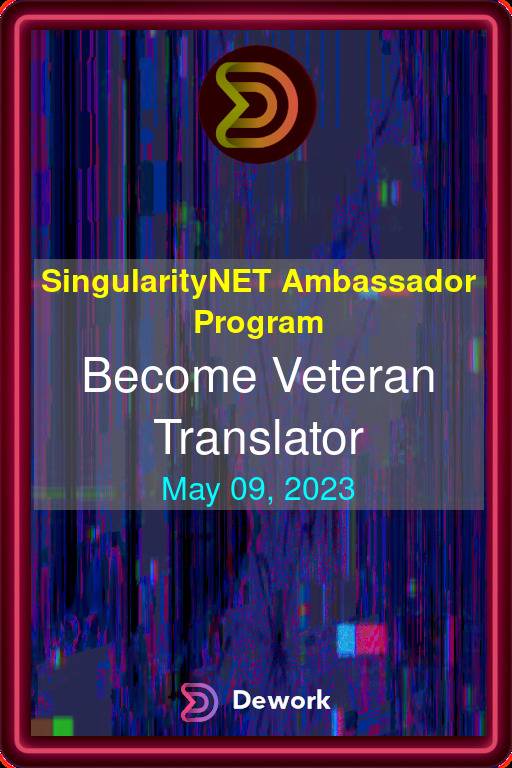 SingularityNET Ambassador
Program
Become Veteran
Translator
May 09, 2023
Dework